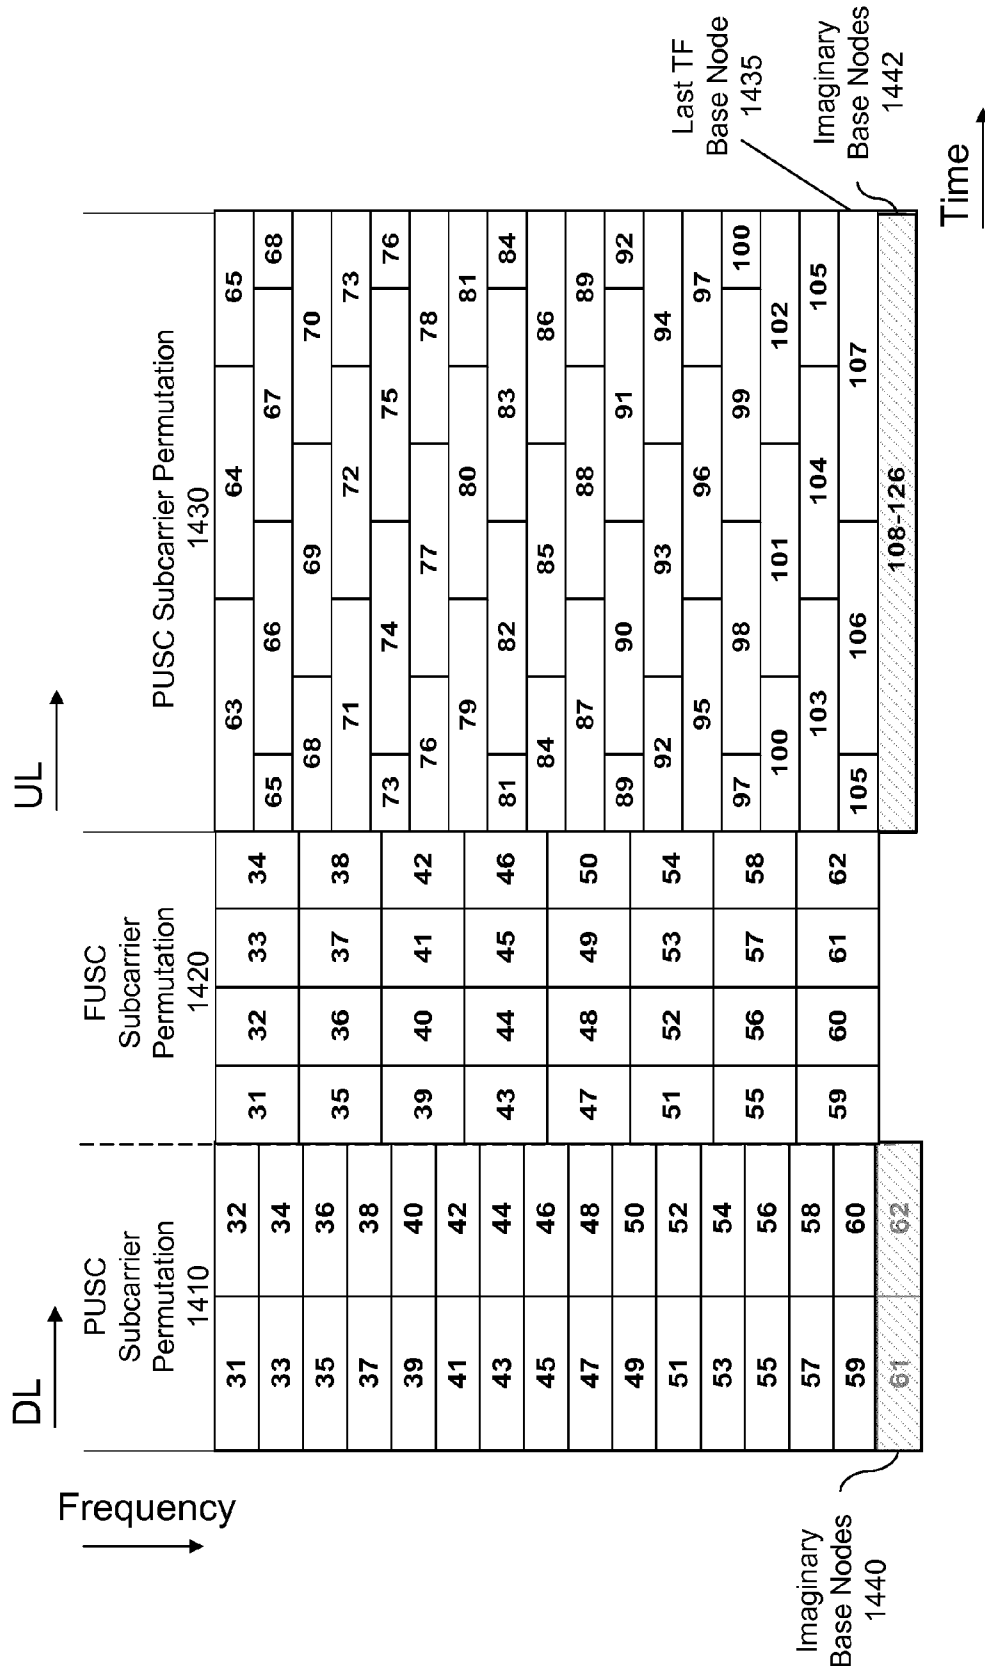 DL
UL
Frequency
PUSC
Subcarrier
Permutation
1410
FUSC
Subcarrier
Permutation
1420
PUSC Subcarrier Permutation
1430
31 32
33 34
35 36
37 38
39 40
41 42
43 44
45 46
47 48
49 50
51 52
53 54
55 56
57 58
59 60
61 62
31 32 33 34
35 36 37 38
39 40 41 42
43 44 45 46
47 48 49 50
51 52 53 54
55 56 57 58
59 60 61 62
63 64 65
65 66 67 68
68 69 70
71 72 73
73 74 75 76
76 77 78
79 80 81
81 82 83 84
84 85 86
87 88 89
89 90 91 92
92 93 94
95 96 97
97 98 99 100
100 101 102
103 104 105
105 106 107
108-126
Last TF
Base Node
1435
Imaginary
Base Nodes
1440
Imaginary
Base Nodes
1442
Time